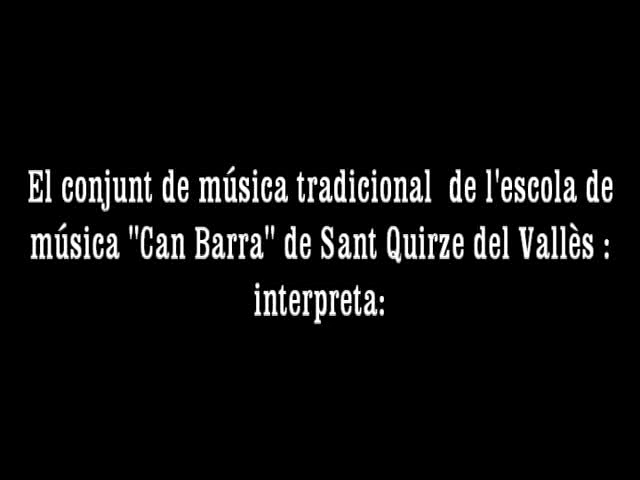 El conjunt de música tradicional  de l'escola de
música "Can Barra" de Sant Quirze del Vallès :
interpreta: